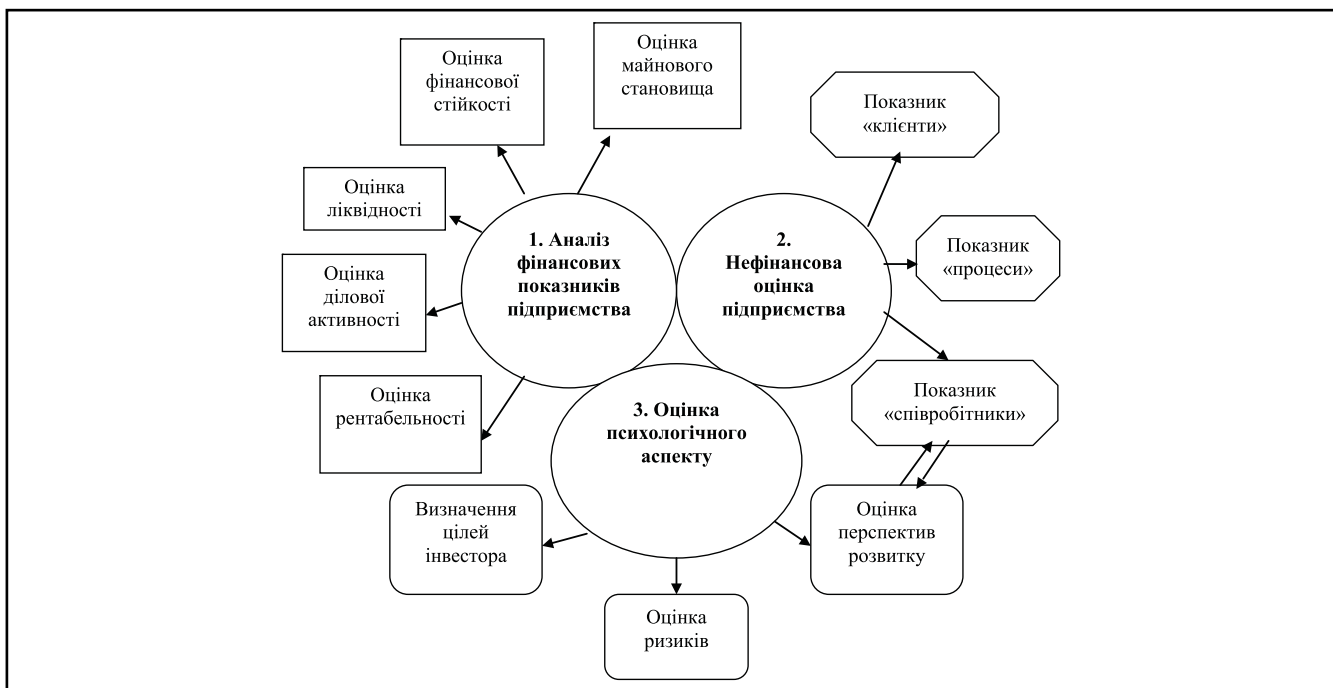 Оцінка
фінансової
стійкості
Оцінка
майнового
становища
Показник
«клієнти»
Оцінка
ліквідності
1. Аналіз
фінансових
показників
підприємства
2.
Нефінансова
оцінка
підприємства
Показник
«процеси»
Оцінка
ділової
активності
Оцінка
рентабельності
3. Оцінка
психологічного
аспекту
Показник
«співробітники»
Визначення
цілей
інвестора
Оцінка
перспектив
розвитку
Оцінка
ризиків